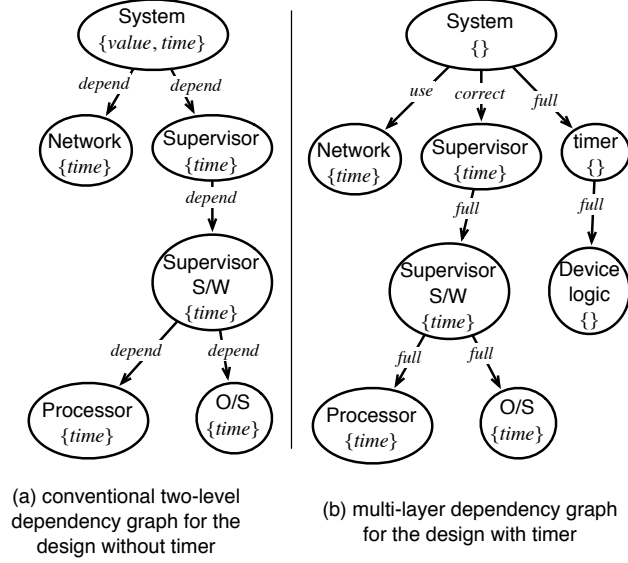 System
{value, time}
depend
depend
Network
{time}
Supervisor
{time}
depend
Supervisor
S/W
{time}
depend
depend
Processor
{time}
O/S
{time}
(a) conventional two-level
dependency graph for the
design without timer
System
{}
use
correct
full
Network
{time}
Supervisor
{time}
timer
{}
full
full
Supervisor
S/W
{time}
Device
logic
{}
full
full
Processor
{time}
O/S
{time}
(b) multi-layer dependency graph
for the design with timer